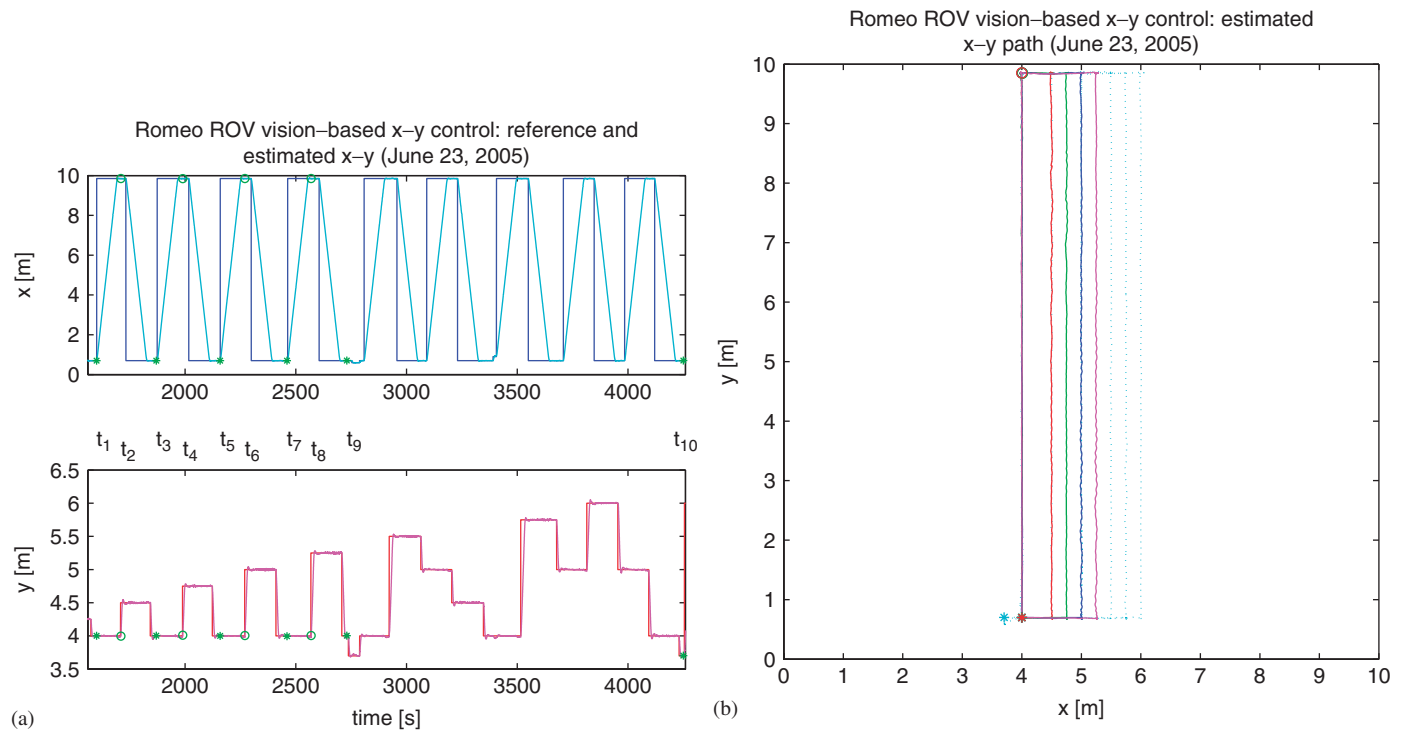 Romeo ROV vision–based x–y control: reference and
estimated x–y (June 23, 2005)
10
8
6
4
2
0
x [m]
2000 2500 3000 3500 4000
t1 t2 t3 t4 t5 t6 t7 t8 t9 t10
6.5
6
5.5
5
4.5
4
3.5
y [m]
2000 2500 3000 3500 4000
time [s]
(a)
Romeo ROV vision–based x–y control: estimated
x–y path (June 23, 2005)
10
9
8
7
6
5
4
3
2
1
0
y [m]
0 1 2 3 4 5 6 7 8 9 10
x [m]
(b)